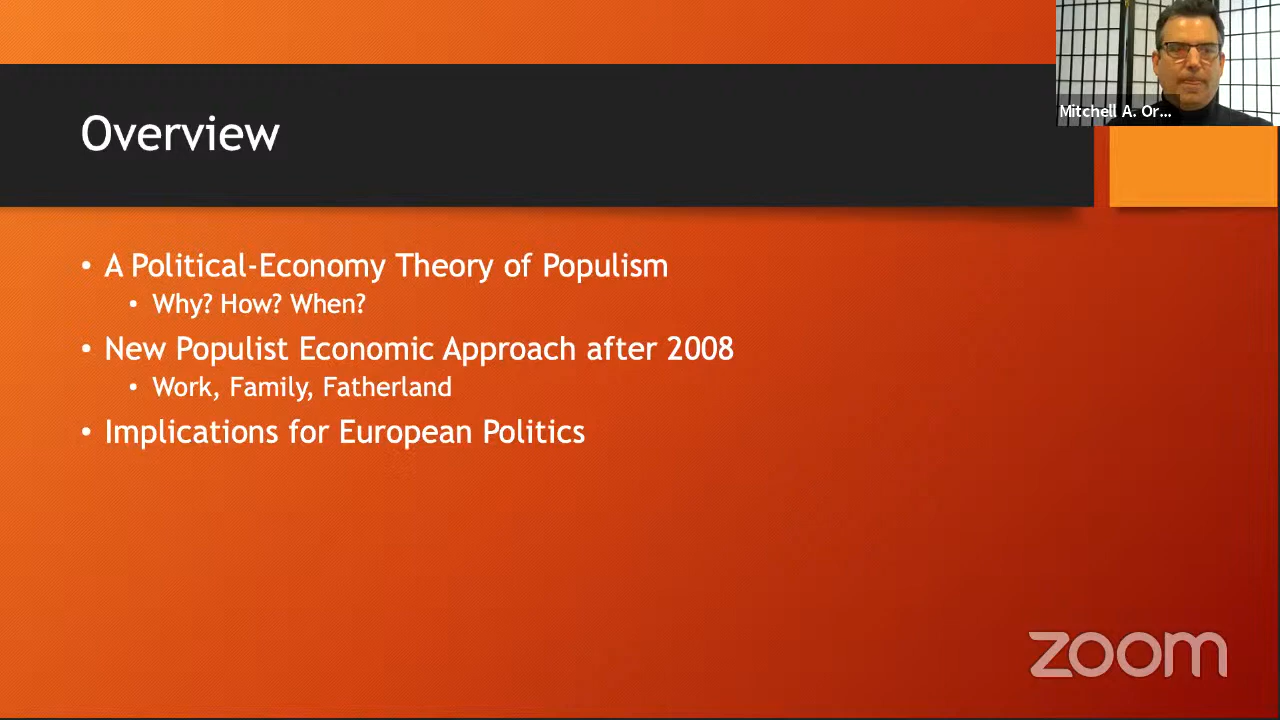 Mitchell A. Or...
Overview
• A Political-Economy Theory of Populism
• Why? How? When?
• New Populist Economic Approach after 2008
• Work, Family, Fatherland
• Implications for European Politics
zoom